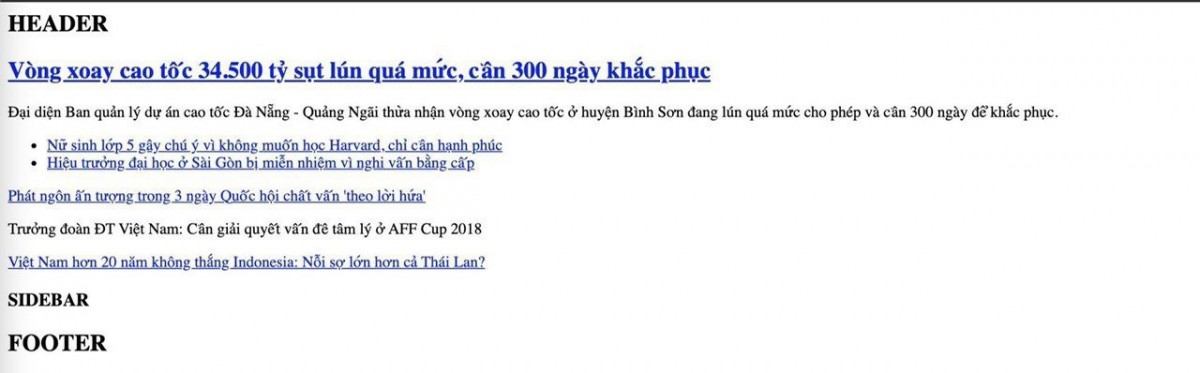 HEADER
Vòng xoay cao tốc 34.500 tỷ sụt lún quá mức, cần 300 ngày khắc phục
Đại diện Ban quản lý dự án cao tốc Đà Nẵng - Quảng Ngãi thừa nhận vòng xoay cao tốc ở huyện Bình Sơn đang lún quá mức cho phép và cần 300 ngày để khắc phục.
Nữ sinh lớp 5 gây chú ý vì không muốn học Harvard, chỉ cần hạnh phúc
Hiệu trưởng đại học ở Sài Gòn bị miễn nhiệm vì nghi vấn bằng cấp
Phát ngôn ấn tượng trong 3 ngày Quốc hội chất vấn 'theo lời hứa'
Trưởng đoàn ĐT Việt Nam: Cần giải quyết vấn đề tâm lý ở AFF Cup 2018
Việt Nam hơn 20 năm không thắng Indonesia: Nỗi sợ lớn hơn cả Thái Lan?
SIDEBAR
FOOTER